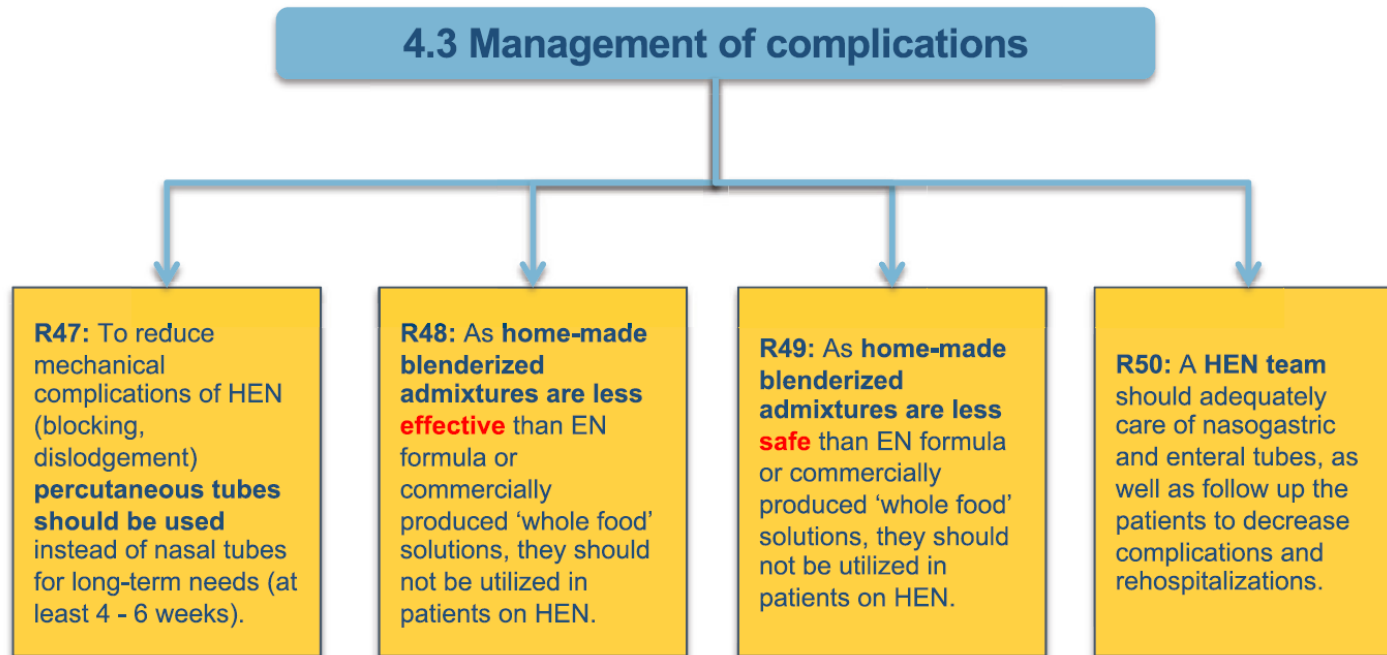 4.3 Management of complications
R47: To reduce
mechanical
complications of HEN
(blocking,
dislodgement)
percutaneous tubes
should be used
instead of nasal tubes
for long-term needs (at
least 4 - 6 weeks).
R48: As home-made
blenderized
admixtures are less
effective than EN
formula or
commercially
produced ‘whole food’
solutions, they should
not be utilized in
patients on HEN.
R49: As home-made
blenderized
admixtures are less
safe than EN formula
or commercially
produced ‘whole food’
solutions, they should
not be utilized in
patients on HEN.
R50: A HEN team
should adequately
care of nasogastric
and enteral tubes, as
well as follow up the
patients to decrease
complications and
rehospitalizations.